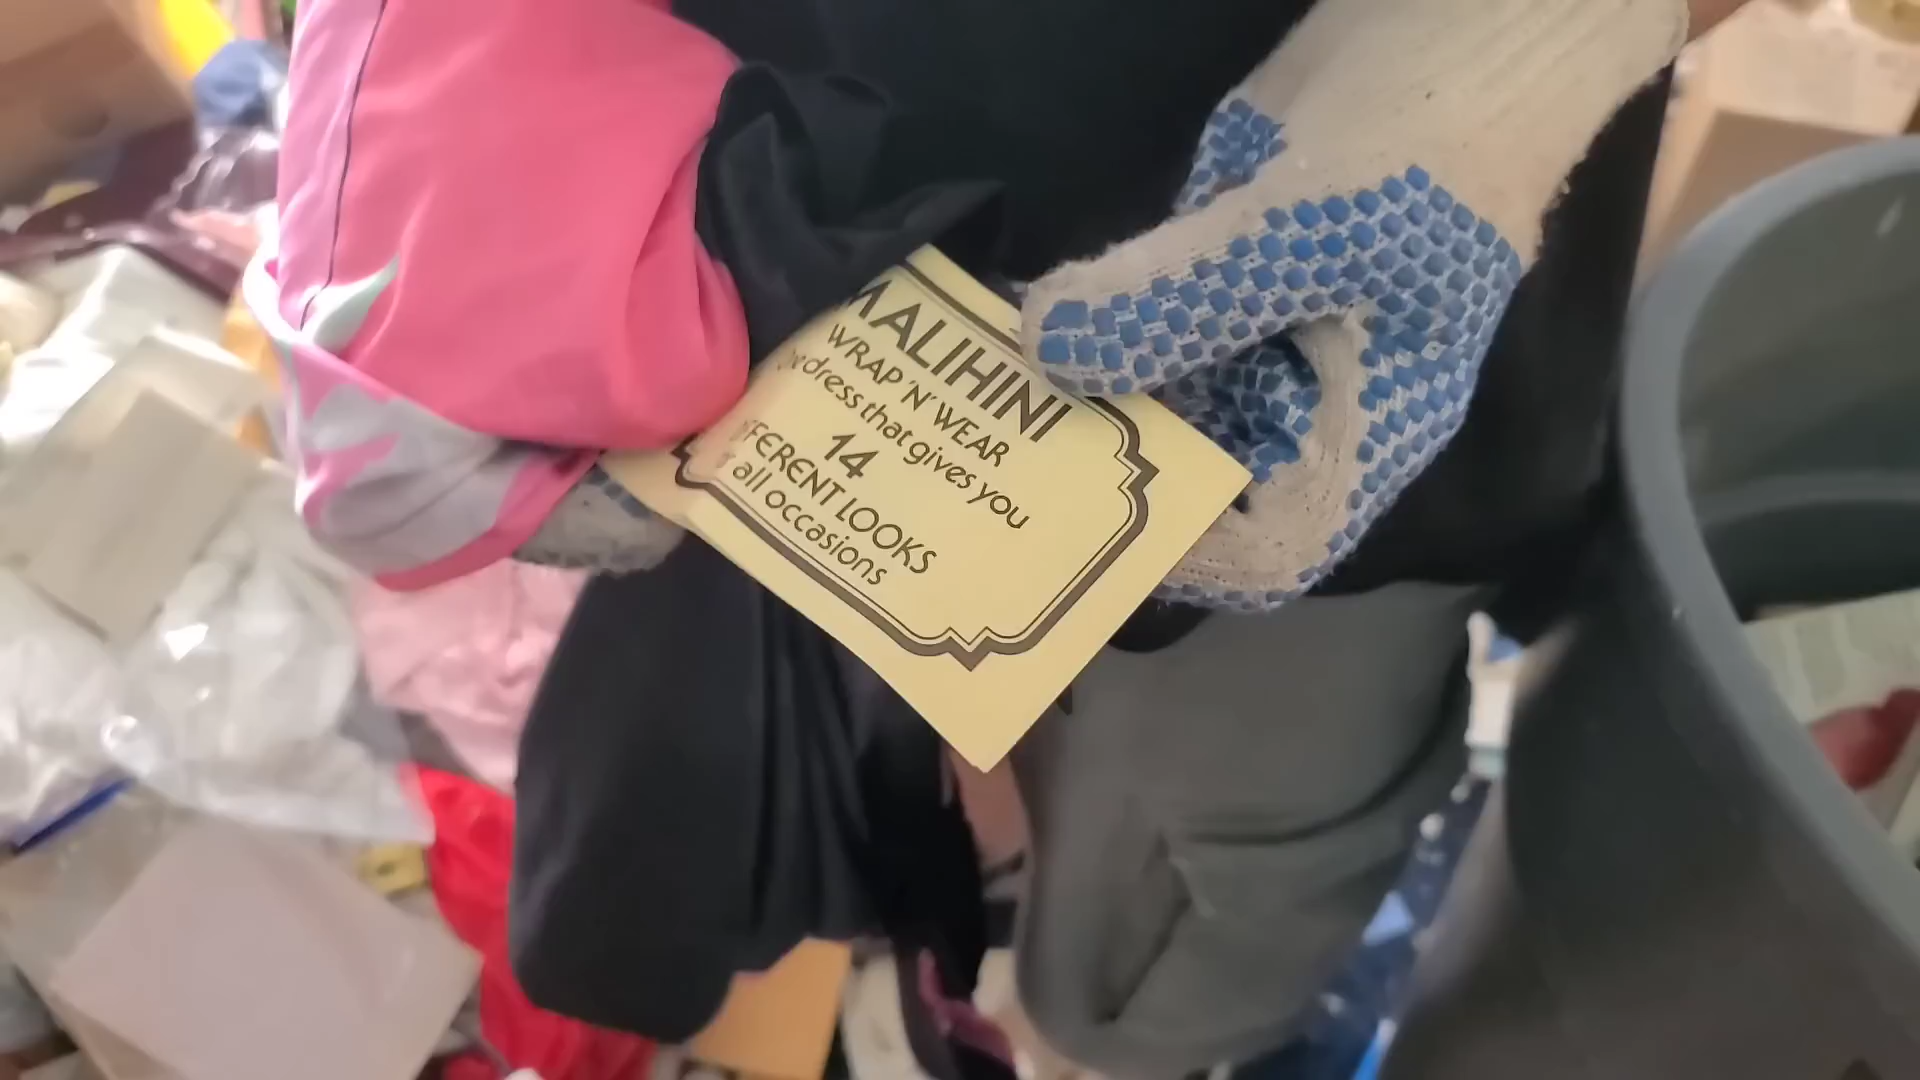 MALIHINI
WRAP 'N' WEAR
dress that gives you
14
FERENT LOOKS
all occasions